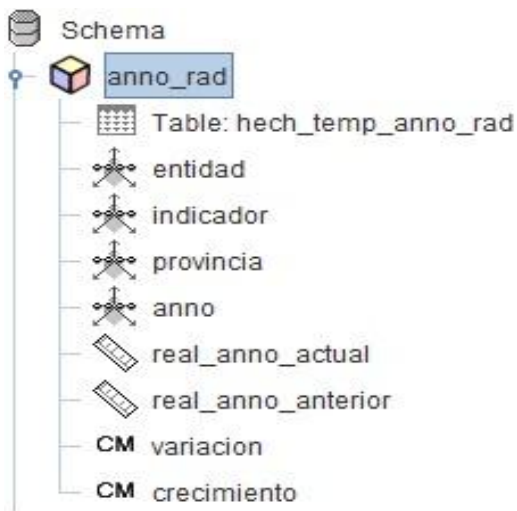 Schema
anno_rad
Table: hech_temp_anno_rad
entidad
indicador
provincia
anno
real_anno_actual
real_anno_anterior
CM variacion
CM crecimiento